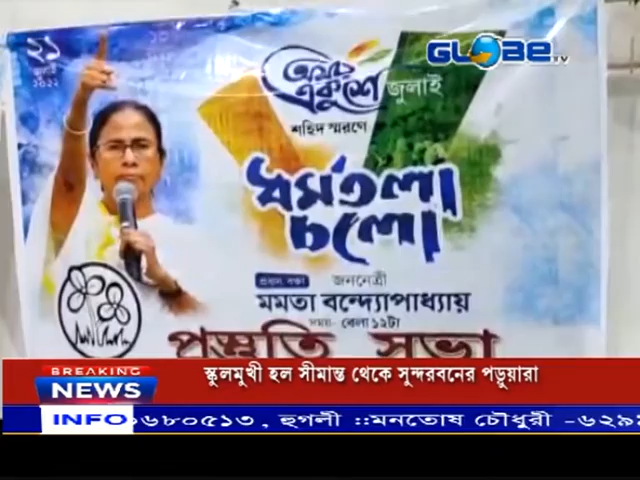 ২১
জুলাই
২০২২
GLOBE TV
অমর
একুশে জুলাই
শহিদ স্মরণে
ধর্মতলা
চলো
প্রধান বক্তা জননেত্রী
মমতা বন্দ্যোপাধ্যায়
সময়- বেলা ১২টা
প্রস্তুতি সভা
BREAKING
NEWS
স্কুলমুখী হল সীমান্ত থেকে সুন্দরবনের পড়ুয়ারা
INFO
৬৮০৫১৩, হুগলী ::মনতোষ চৌধুরী -৬২৯